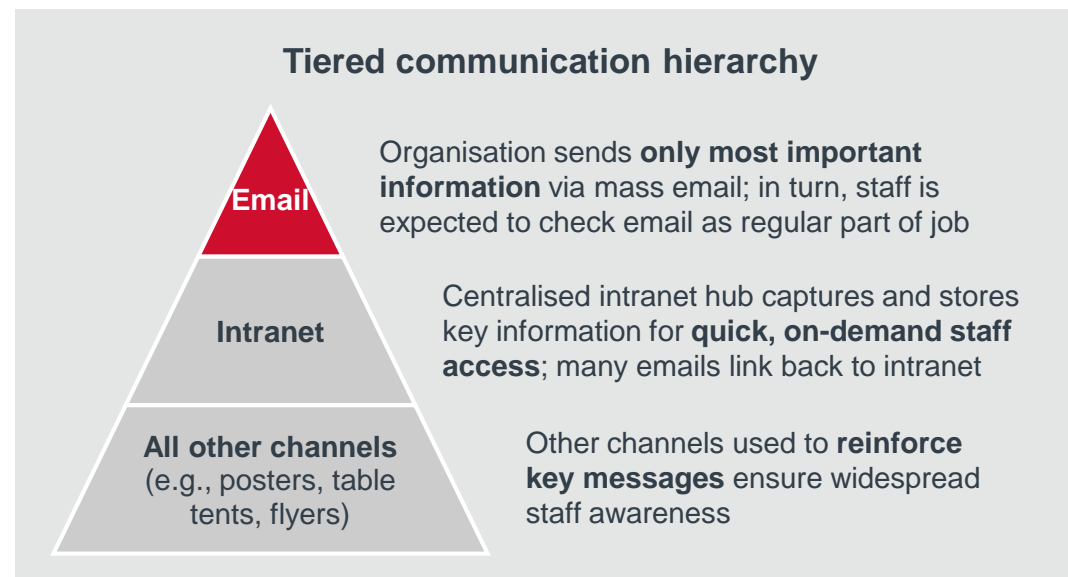 Tiered communication hierarchy
Email
Organisation sends only most important
information via mass email; in turn, staff is
expected to check email as regular part of job
Intranet
Centralised intranet hub captures and stores
key information for quick, on-demand staff
access; many emails link back to intranet
All other channels
(e.g., posters, table
tents, flyers)
Other channels used to reinforce
key messages ensure widespread
staff awareness